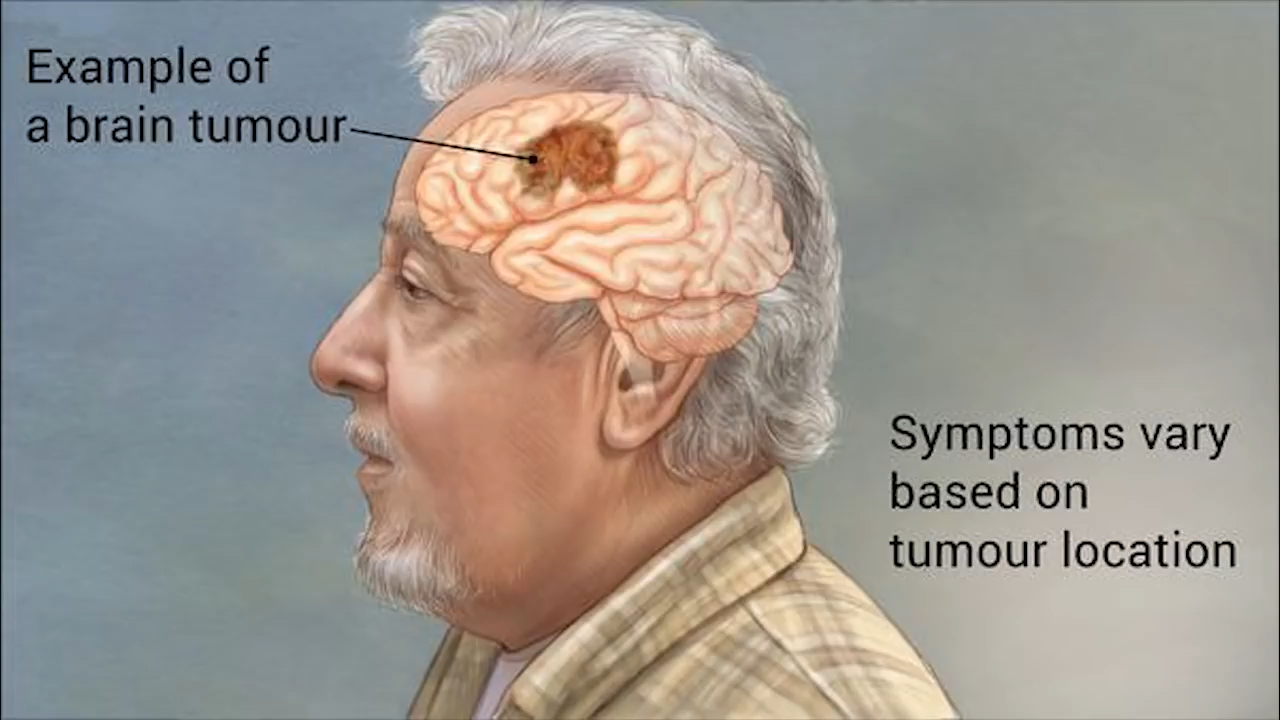 Example of
a brain tumour
Symptoms vary
based on
tumour location